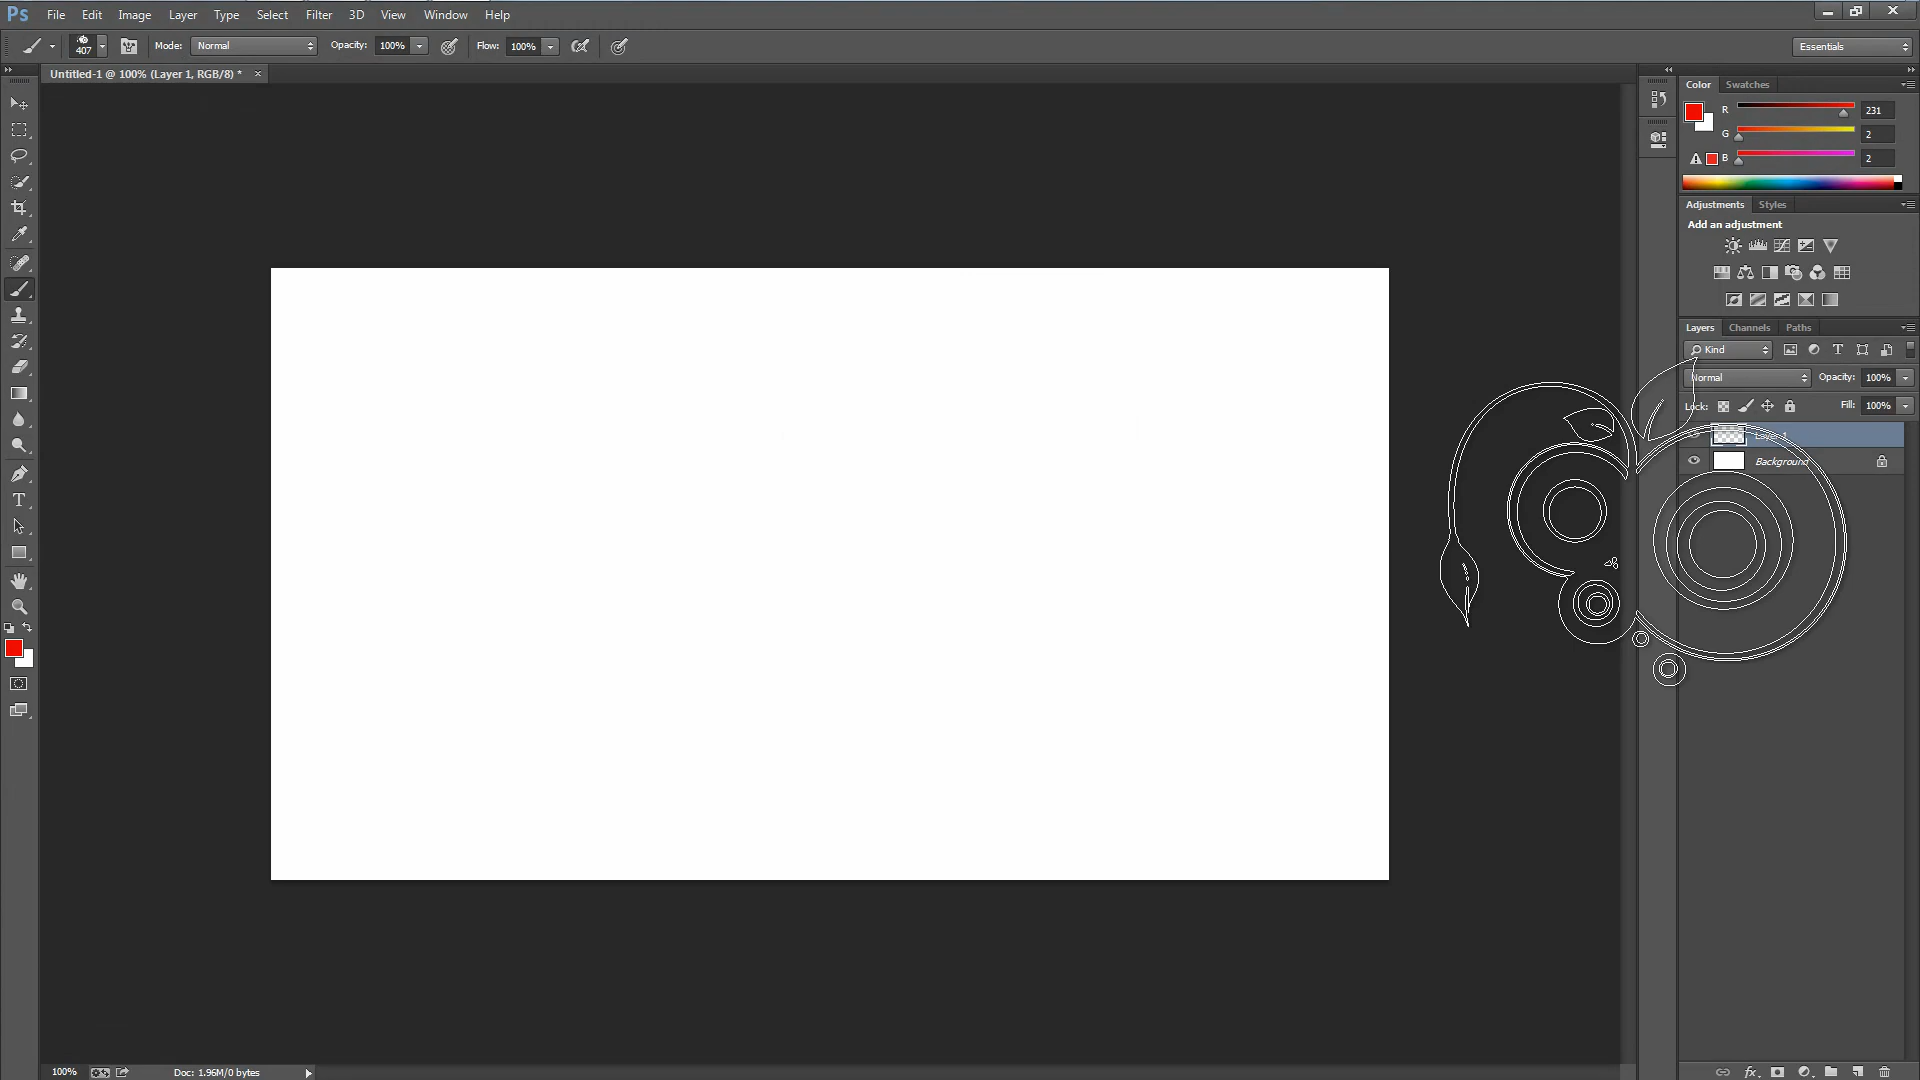 Ps File Edit Image Layer Type Select Filter 3D View Window Help
407 Mode: Normal Opacity: 100% Flow: 100% Essentials
Untitled-1 @ 100% (Layer 1, RGB/8) *
Color Swatches
R 231
G 2
B 2
Adjustments Styles
Add an adjustment
Layers Channels Paths
Kind
Normal Opacity: 100%
Lock: Fill: 100%
Layer 1
Background
100% Doc: 1.96M/0 bytes